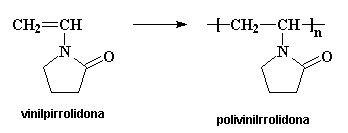 CH₂=CH → -[-CH₂-CH-]-n
N N
O O
vinilpirrolidona polivinilrrolidona